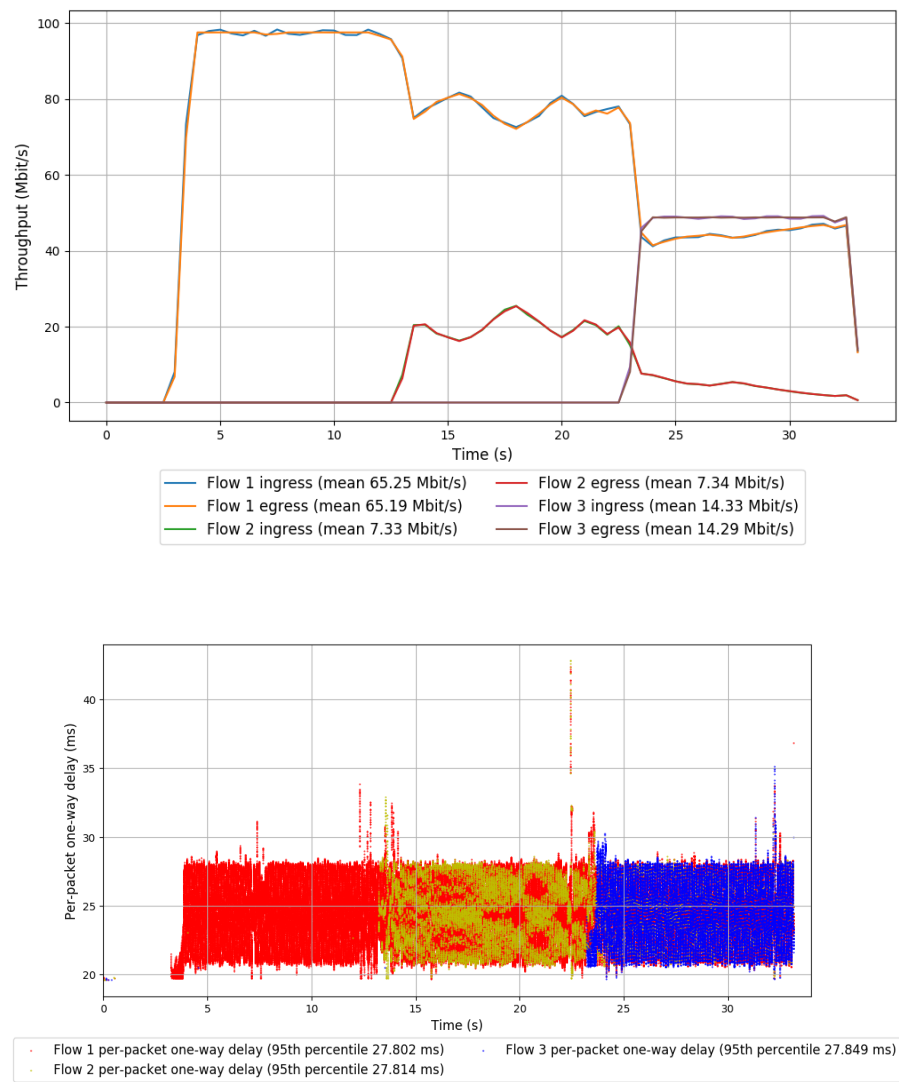 100
80
60
40
20
0
Throughput (Mbit/s)
0 5 10 15 20 25 30
Time (s)
Flow 1 ingress (mean 65.25 Mbit/s)
Flow 1 egress (mean 65.19 Mbit/s)
Flow 2 ingress (mean 7.33 Mbit/s)
Flow 2 egress (mean 7.34 Mbit/s)
Flow 3 ingress (mean 14.33 Mbit/s)
Flow 3 egress (mean 14.29 Mbit/s)
40
35
30
25
20
Per-packet one-way delay (ms)
0 5 10 15 20 25 30
Time (s)
Flow 1 per-packet one-way delay (95th percentile 27.802 ms)
Flow 2 per-packet one-way delay (95th percentile 27.814 ms)
Flow 3 per-packet one-way delay (95th percentile 27.849 ms)